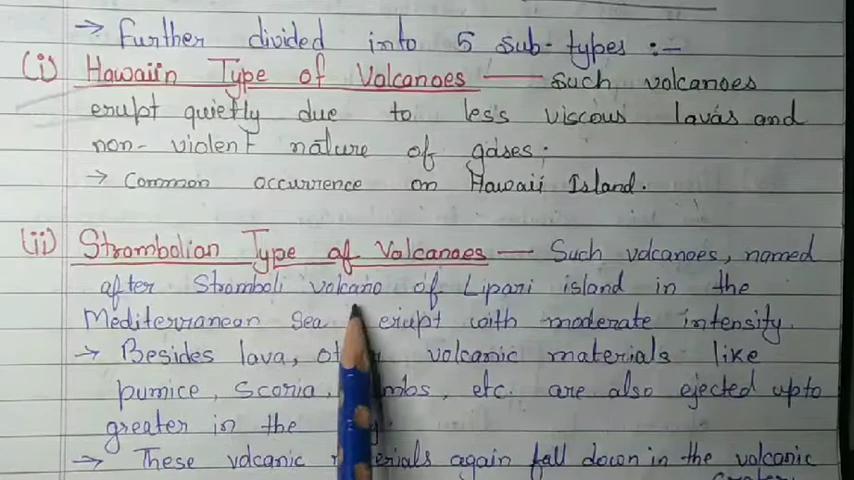 → Further divided into 5 sub-types :-
(i) Hawaiin Type of Volcanoes — such volcanoes
erupt quietly due to less viscous lavas and
non-violent nature of gases.
→ Common occurrence on Hawaii Island.
(ii) Strombolian Type of Volcanoes — Such volcanoes, named
after Stromboli volcano of Lipari island in the
Mediterranean Sea erupt with moderate intensity.
→ Besides lava, volcanic materials like
pumice, scoria, etc. are also ejected upto
greater in the
→ These volcanic again fall down in the volcanic